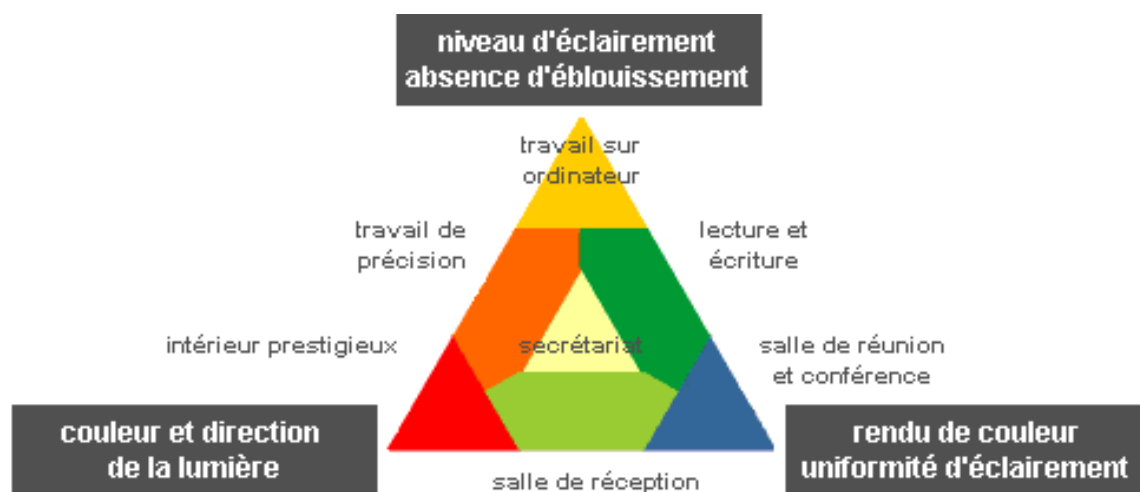 niveau d'éclairement
absence d'éblouissement
travail sur
ordinateur
travail de
précision
lecture et
écriture
intérieur prestigieux
secrétariat
salle de réunion
et conférence
couleur et direction
de la lumière
rendu de couleur
uniformité d'éclairement
salle de réception